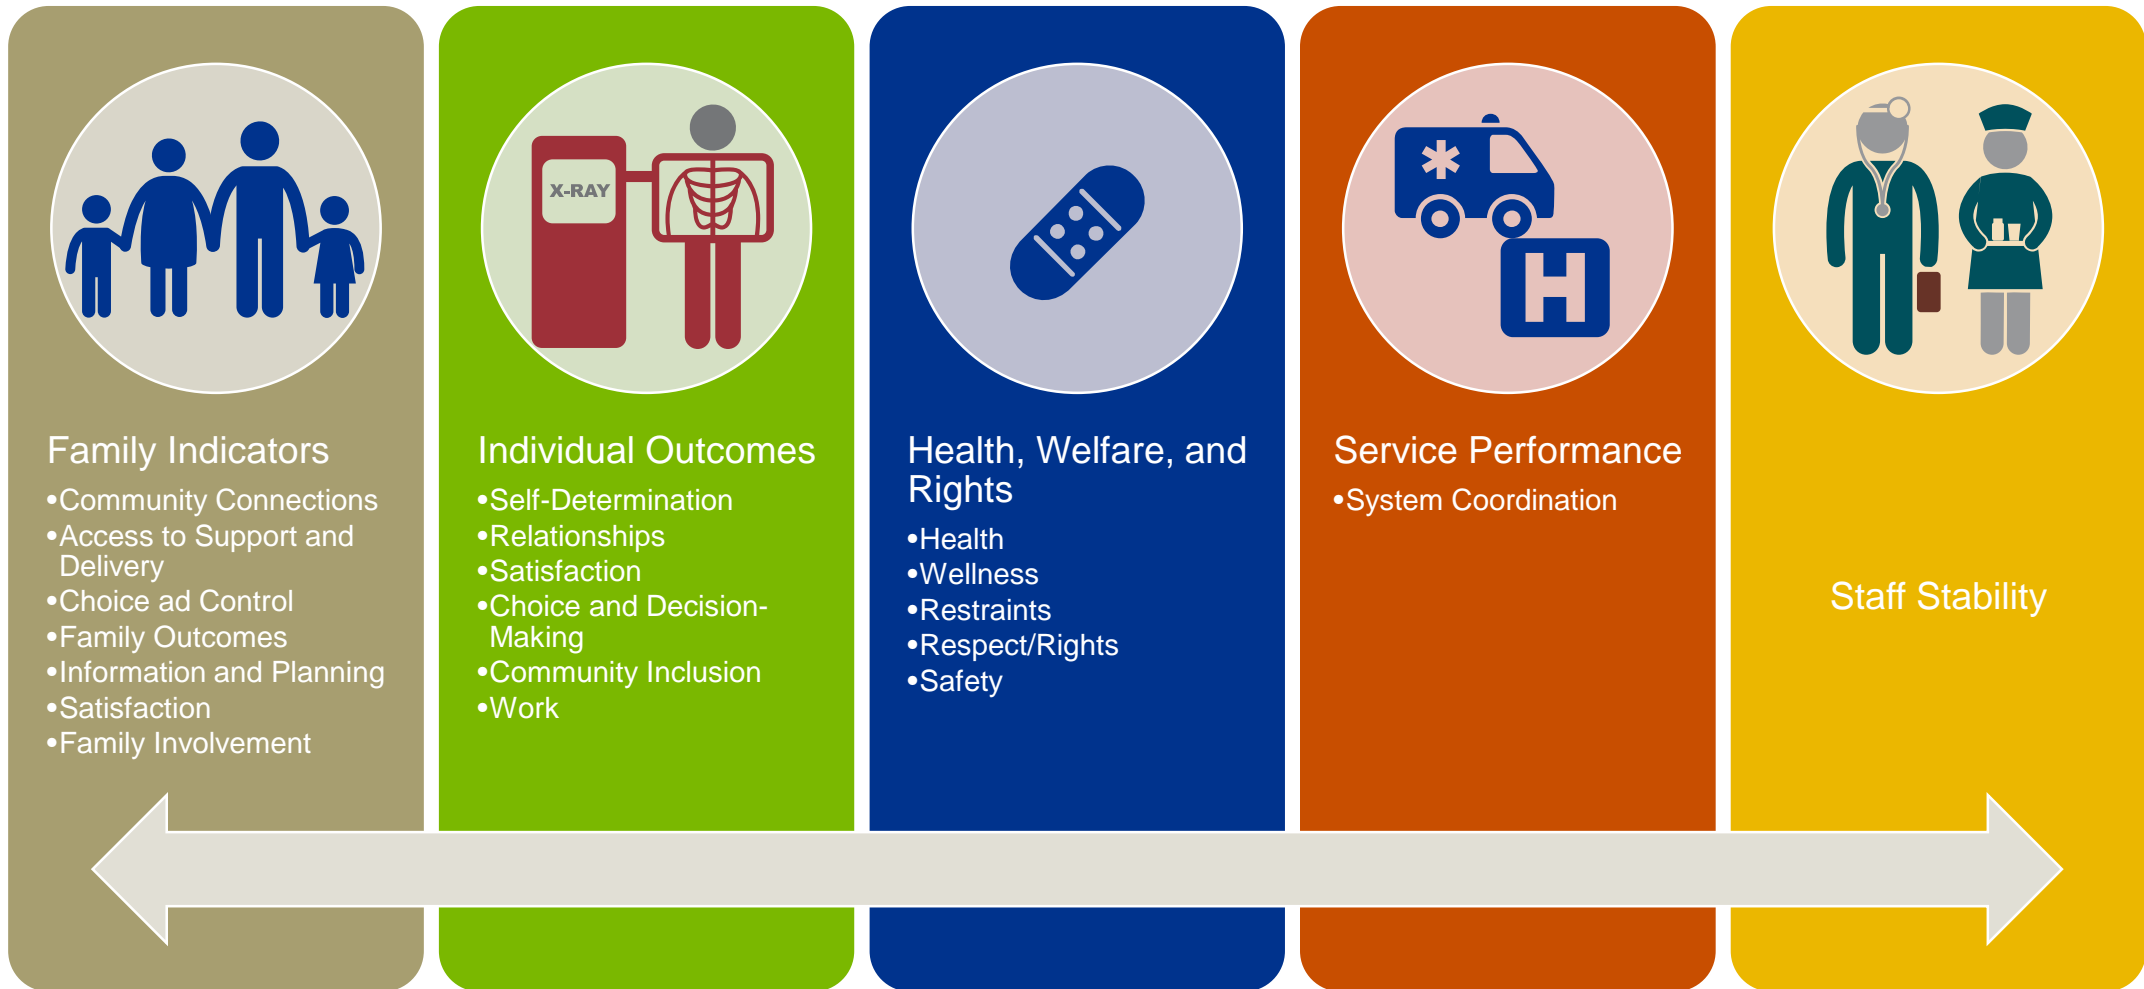 X-RAY
H
Family Indicators
•Community Connections
•Access to Support and
Delivery
•Choice ad Control
•Family Outcomes
•Information and Planning
•Satisfaction
•Family Involvement
Individual Outcomes
•Self-Determination
•Relationships
•Satisfaction
•Choice and Decision-
Making
•Community Inclusion
•Work
Health, Welfare, and
Rights
•Health
•Wellness
•Restraints
•Respect/Rights
•Safety
Service Performance
•System Coordination
Staff Stability